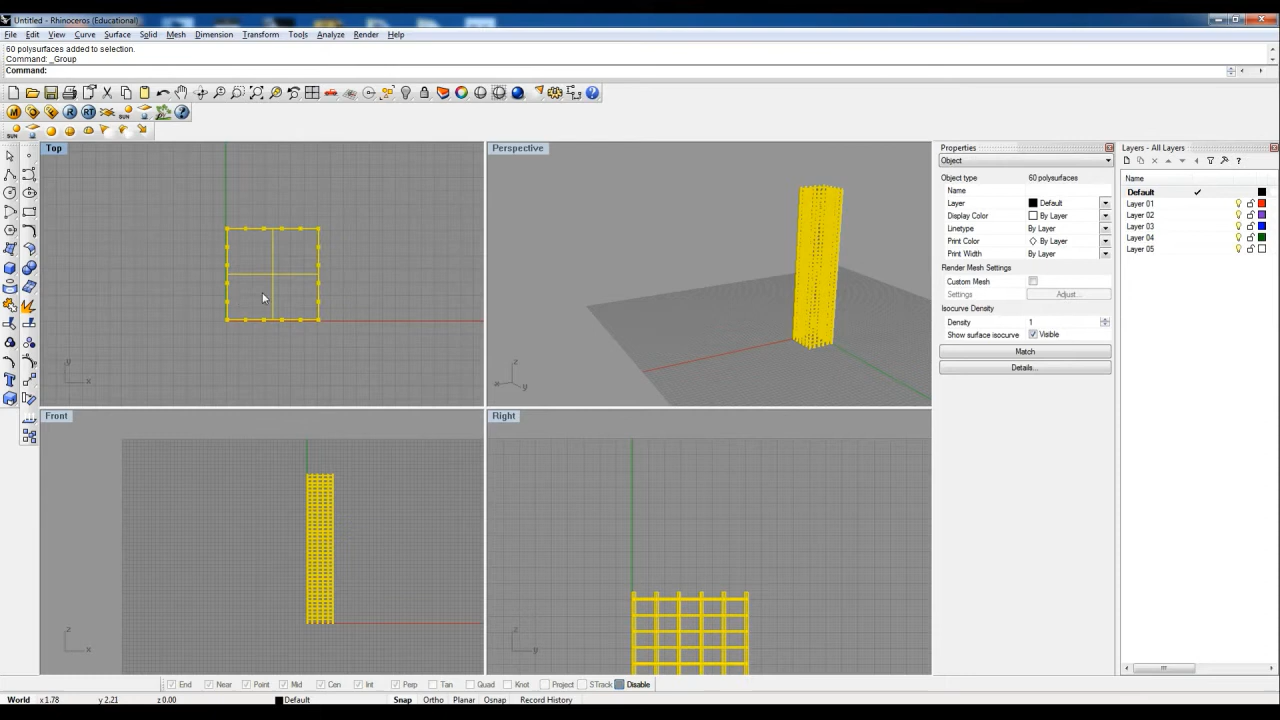 Untitled - Rhinoceros (Educational)
File Edit View Curve Surface Solid Mesh Dimension Transform Tools Analyze Render Help
60 polysurfaces added to selection.
Command: _Group
Command:
Top
Perspective
Properties
Layers - All Layers
Object
Object type 60 polysurfaces
Name
Layer Default
Display Color By Layer
Linetype By Layer
Print Color By Layer
Print Width By Layer
Render Mesh Settings
Custom Mesh
Settings Adjust...
Isocurve Density
Density 1
Show surface isocurve Visible
Match
Details...
Name
Default
Layer 01
Layer 02
Layer 03
Layer 04
Layer 05
y
x
z
x
y
Front
Right
z
x
z
y
End Near Point Mid Cen Int Perp Tan Quad Knot Project STrack Disable
World x 1.78 y 2.21 z 0.00 Default Snap Ortho Planar Osnap Record History